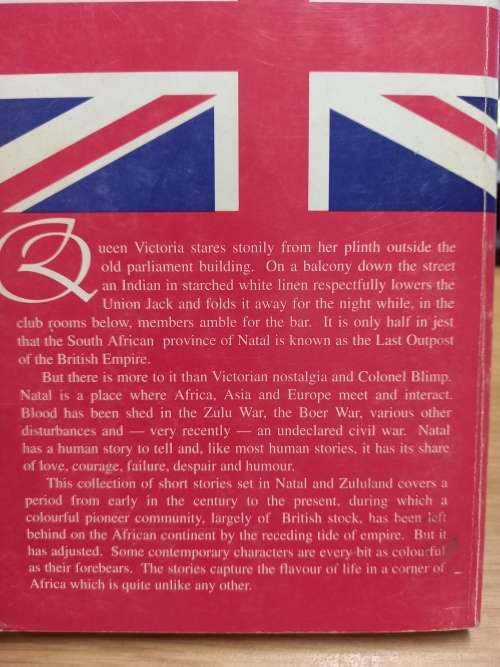 Queen Victoria stares stonily from her plinth outside the
old parliament building. On a balcony down the street
an Indian in starched white linen respectfully lowers the
Union Jack and folds it away for the night while, in the
club rooms below, members amble for the bar. It is only half in jest
that the South African province of Natal is known as the Last Outpost
of the British Empire.
But there is more to it than Victorian nostalgia and Colonel Blimp.
Natal is a place where Africa, Asia and Europe meet and interact.
Blood has been shed in the Zulu War, the Boer War, various other
disturbances and — very recently — an undeclared civil war. Natal
has a human story to tell and, like most human stories, it has its share
of love, courage, failure, despair and humour.
This collection of short stories set in Natal and Zululand covers a
period from early in the century to the present, during which a
colourful pioneer community, largely of British stock, has been left
behind on the African continent by the receding tide of empire. But it
has adjusted. Some contemporary characters are every bit as colourful
as their forebears. The stories capture the flavour of life in a corner of
Africa which is quite unlike any other.